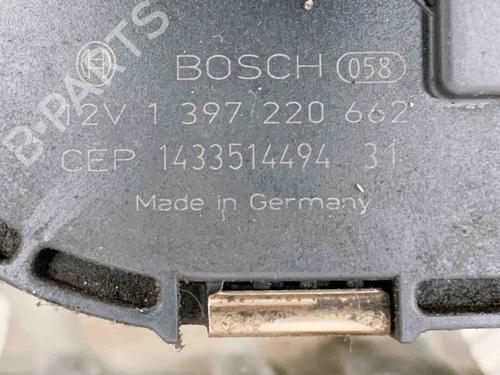 B-PARTS
BOSCH 058
12V 1 397 220 662
CEP 1433514494 31
Made in Germany